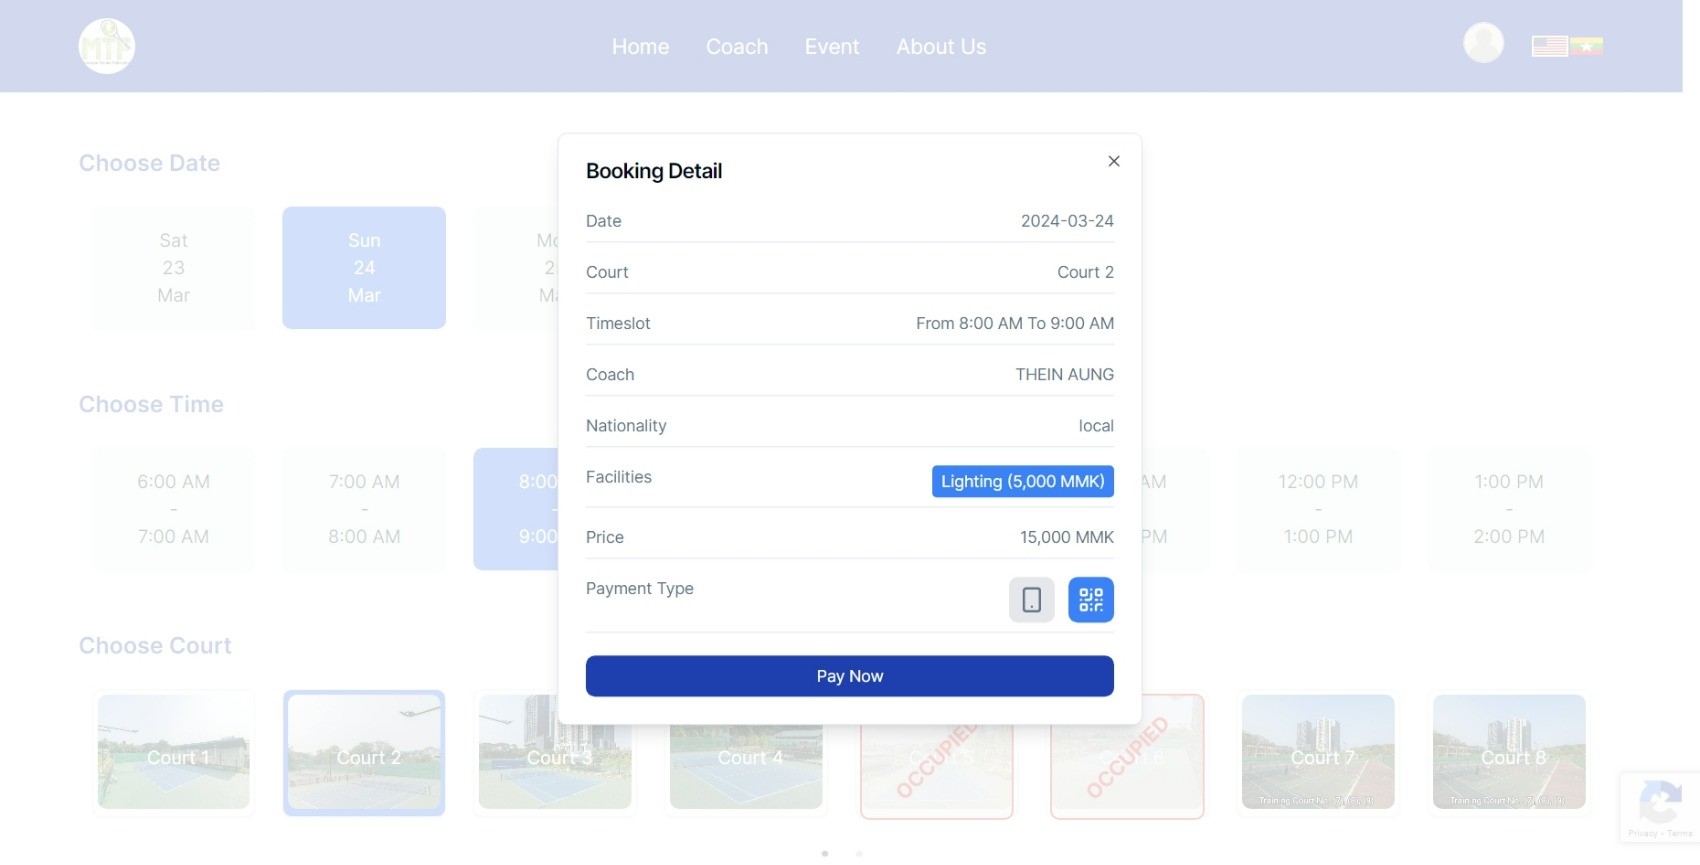 MTF
Home
Coach
Event
About Us
Choose Date
Sat
23
Mar
Sun
24
Mar
Booking Detail
Date
2024-03-24
Court
Court 2
Timeslot
From 8:00 AM To 9:00 AM
Coach
THEIN AUNG
Nationality
local
Facilities
Lighting (5,000 MMK)
Price
15,000 MMK
Payment Type
Pay Now
Choose Time
6:00 AM
-
7:00 AM
7:00 AM
-
8:00 AM
8:00
-
9:00
AM
PM
12:00 PM
-
1:00 PM
1:00 PM
-
2:00 PM
Choose Court
Court 1
Court 2
Court 3
Court 4
OCCUPIED
OCCUPIED
Court 7
Court 8
Privacy - Terms